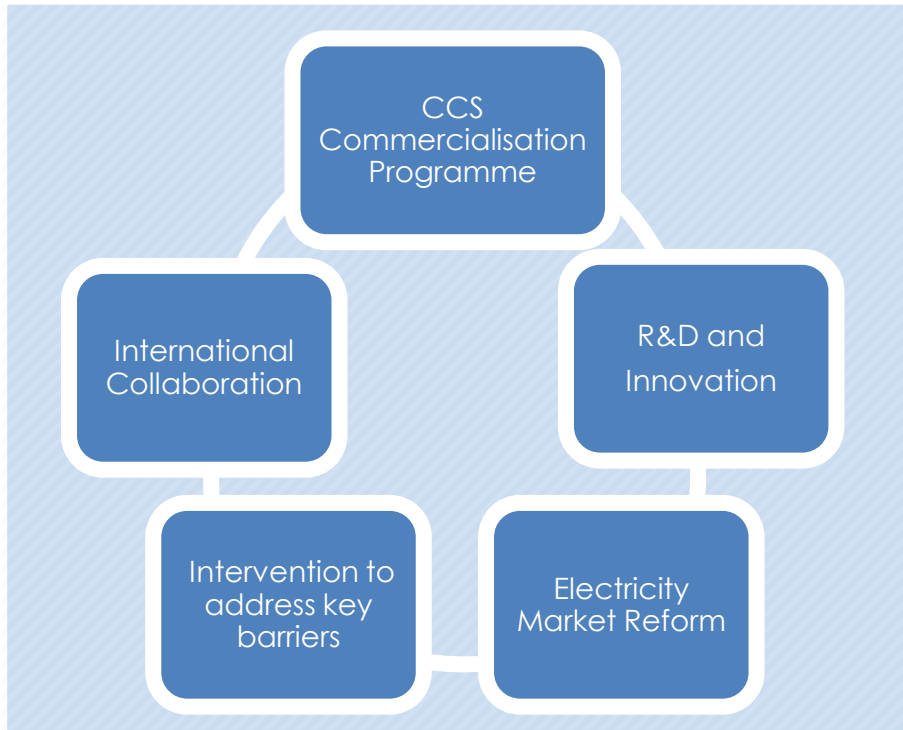 CCS
Commercialisation
Programme
R&D and
Innovation
Electricity
Market Reform
Intervention to
address key
barriers
International
Collaboration